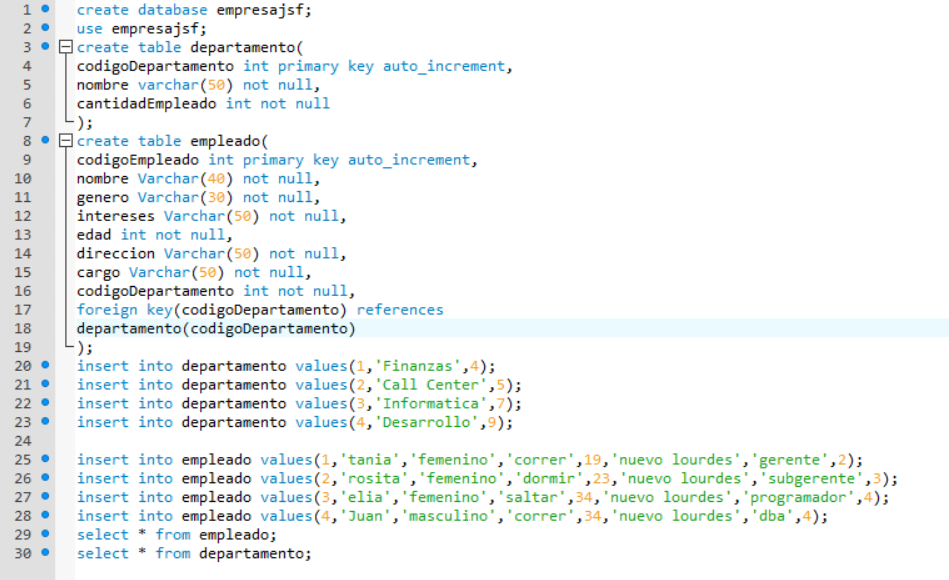 1 create database empresajsf;
2 use empresajsf;
3 create table departamento(
4 codigoDepartamento int primary key auto_increment,
5 nombre varchar(50) not null,
6 cantidadEmpleado int not null
7 );
8 create table empleado(
9 codigoEmpleado int primary key auto_increment,
10 nombre Varchar(40) not null,
11 genero Varchar(30) not null,
12 intereses Varchar(50) not null,
13 edad int not null,
14 direccion Varchar(50) not null,
15 cargo Varchar(50) not null,
16 codigoDepartamento int not null,
17 foreign key(codigoDepartamento) references
18 departamento(codigoDepartamento)
19 );
20 insert into departamento values(1,'Finanzas',4);
21 insert into departamento values(2,'Call Center',5);
22 insert into departamento values(3,'Informatica',7);
23 insert into departamento values(4,'Desarrollo',9);
24
25 insert into empleado values(1,'tania','femenino','correr',19,'nuevo lourdes','gerente',2);
26 insert into empleado values(2,'rosita','femenino','dormir',23,'nuevo lourdes','subgerente',3);
27 insert into empleado values(3,'elia','femenino','saltar',34,'nuevo lourdes','programador',4);
28 insert into empleado values(4,'Juan','masculino','correr',34,'nuevo lourdes','dba',4);
29 select * from empleado;
30 select * from departamento;